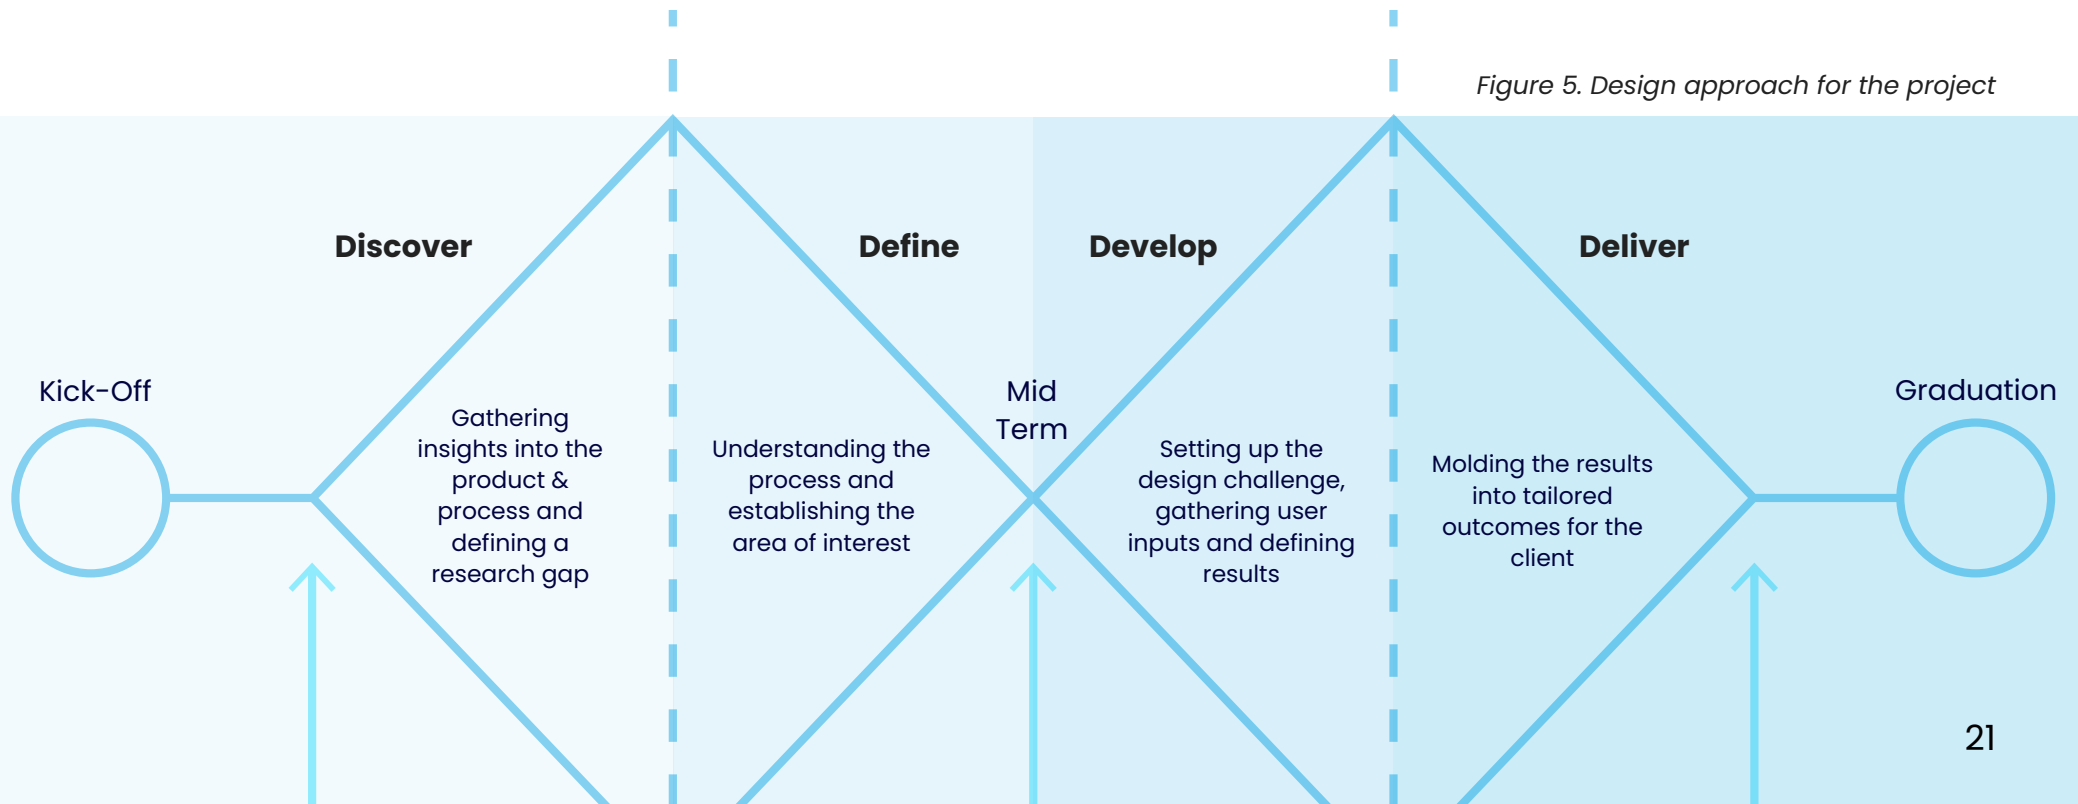 Figure 5. Design approach for the project
Discover
Define
Develop
Deliver
Kick-Off
Gathering
insights into the
product &
process and
defining a
research gap
Understanding the
process and
establishing the
area of interest
Mid
Term
Setting up the
design challenge,
gathering user
inputs and defining
results
Molding the results
into tailored
outcomes for the
client
Graduation
21